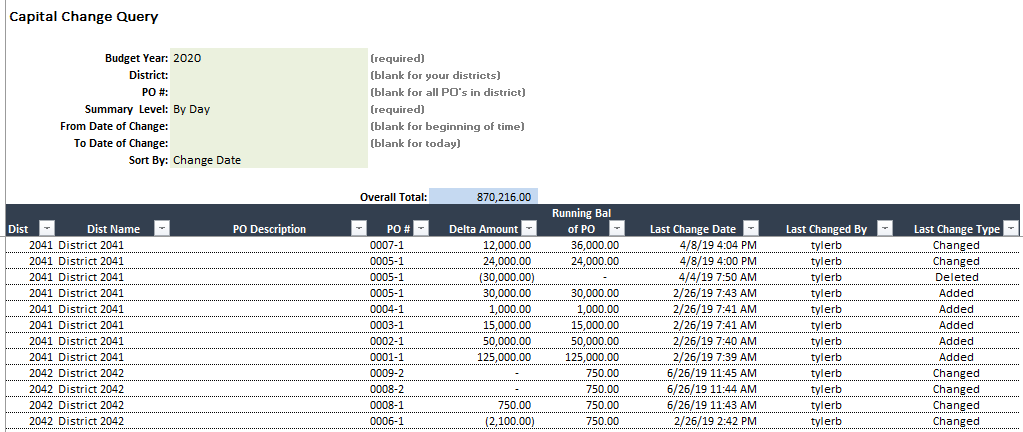 Capital Change Query
Budget Year: 2020 (required)
District: (blank for your districts)
PO #: (blank for all PO's in district)
Summary Level: By Day (required)
From Date of Change: (blank for beginning of time)
To Date of Change: (blank for today)
Sort By: Change Date
Overall Total: 870,216.00
Dist Dist Name PO Description PO # Delta Amount Running Bal of PO Last Change Date Last Changed By Last Change Type
2041 District 2041 0007-1 12,000.00 36,000.00 4/8/19 4:04 PM tylerb Changed
2041 District 2041 0005-1 24,000.00 24,000.00 4/8/19 4:00 PM tylerb Changed
2041 District 2041 0005-1 (30,000.00) - 4/4/19 7:50 AM tylerb Deleted
2041 District 2041 0005-1 30,000.00 30,000.00 2/26/19 7:43 AM tylerb Added
2041 District 2041 0004-1 1,000.00 1,000.00 2/26/19 7:41 AM tylerb Added
2041 District 2041 0003-1 15,000.00 15,000.00 2/26/19 7:41 AM tylerb Added
2041 District 2041 0002-1 50,000.00 50,000.00 2/26/19 7:40 AM tylerb Added
2041 District 2041 0001-1 125,000.00 125,000.00 2/26/19 7:39 AM tylerb Added
2042 District 2042 0009-2 - 750.00 6/26/19 11:45 AM tylerb Changed
2042 District 2042 0008-2 - 750.00 6/26/19 11:44 AM tylerb Changed
2042 District 2042 0008-1 750.00 750.00 6/26/19 11:43 AM tylerb Changed
2042 District 2042 0006-1 (2,100.00) 750.00 2/26/19 2:42 PM tylerb Changed